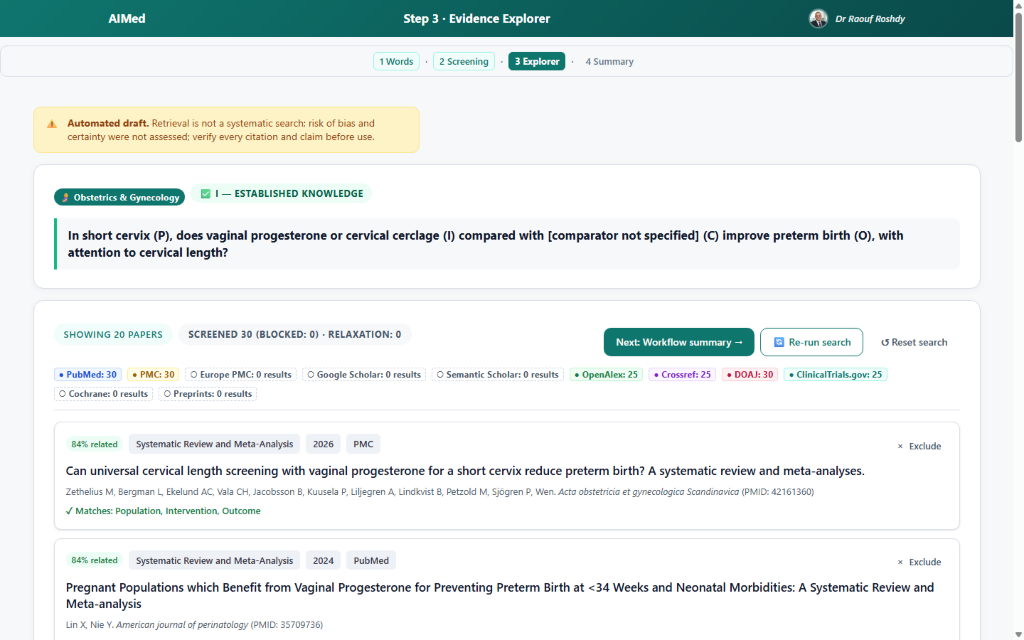 AIMed
Step 3 · Evidence Explorer
Dr Raouf Roshdy
1 Words · 2 Screening · 3 Explorer · 4 Summary
Automated draft. Retrieval is not a systematic search; risk of bias and
certainty were not assessed; verify every citation and claim before use.
Obstetrics & Gynecology
I — ESTABLISHED KNOWLEDGE
In short cervix (P), does vaginal progesterone or cervical cerclage (I) compared with [comparator not specified] (C) improve preterm birth (O), with
attention to cervical length?
SHOWING 20 PAPERS
SCREENED 30 (BLOCKED: 0) · RELAXATION: 0
Next: Workflow summary →
Re-run search
↺ Reset search
● PubMed: 30
● PMC: 30
○ Europe PMC: 0 results
○ Google Scholar: 0 results
○ Semantic Scholar: 0 results
● OpenAlex: 25
● Crossref: 25
● DOAJ: 30
● ClinicalTrials.gov: 25
○ Cochrane: 0 results
○ Preprints: 0 results
84% related
Systematic Review and Meta-Analysis
2026
PMC
× Exclude
Can universal cervical length screening with vaginal progesterone for a short cervix reduce preterm birth? A systematic review and meta-analyses.
Zethelius M, Bergman L, Ekelund AC, Vala CH, Jacobsson B, Kuusela P, Liljegren A, Lindkvist B, Petzold M, Sjögren P, Wen. Acta obstetricia et gynecologica Scandinavica (PMID: 42161360)
✓ Matches: Population, Intervention, Outcome
84% related
Systematic Review and Meta-Analysis
2024
PubMed
× Exclude
Pregnant Populations which Benefit from Vaginal Progesterone for Preventing Preterm Birth at <34 Weeks and Neonatal Morbidities: A Systematic Review and
Meta-analysis
Lin X, Nie Y. American journal of perinatology (PMID: 35709736)